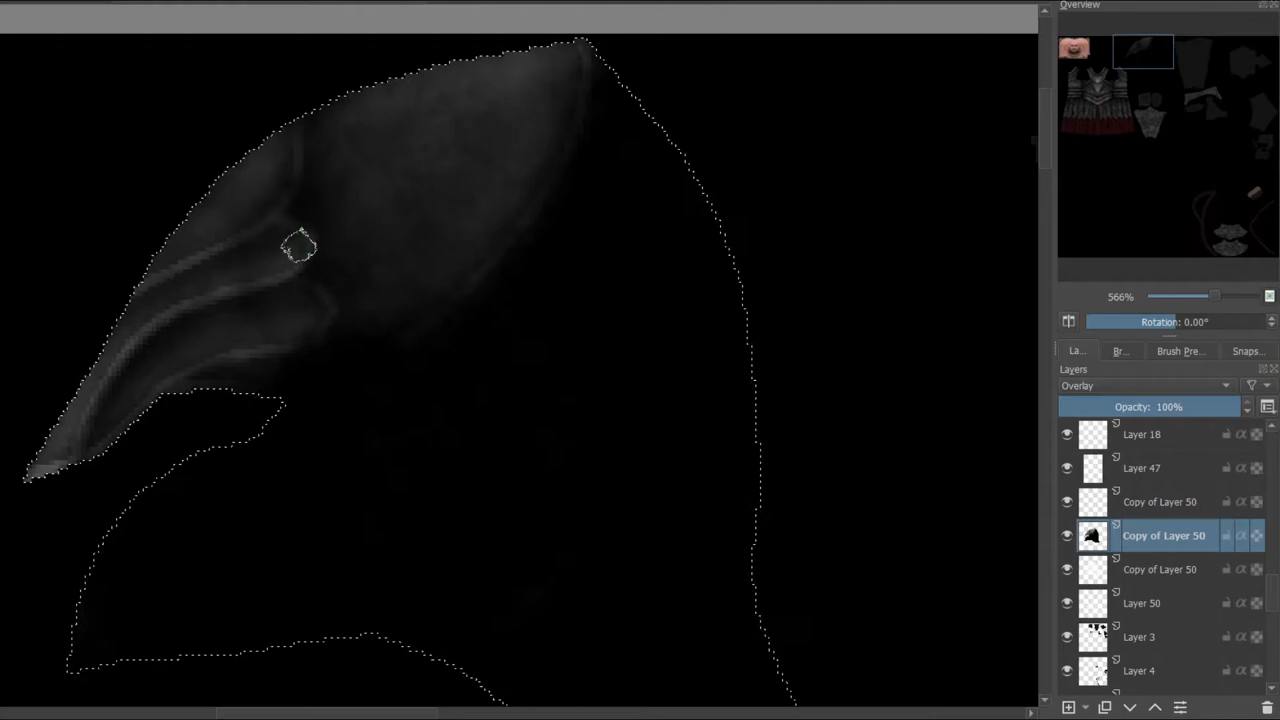 Overview
566%
Rotation: 0.00°
La...
Br...
Brush Pre...
Snaps...
Layers
Overlay
Opacity: 100%
Layer 18
Layer 47
Copy of Layer 50
Copy of Layer 50
Copy of Layer 50
Layer 50
Layer 3
Layer 4